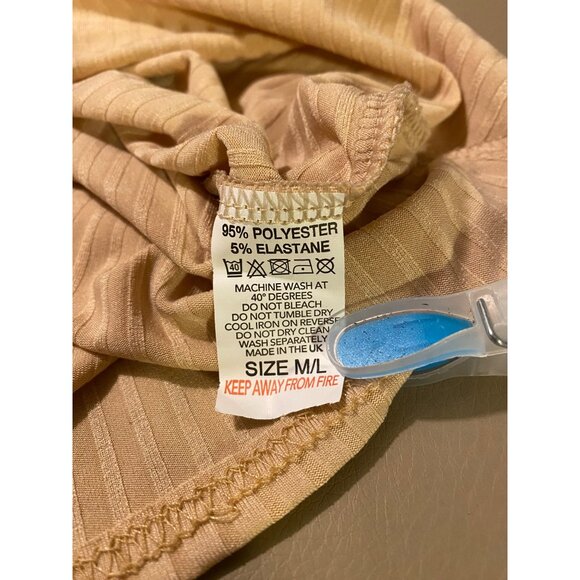 95% POLYESTER
5% ELASTANE
40
MACHINE WASH AT
40° DEGREES
DO NOT BLEACH
DO NOT TUMBLE DRY
COOL IRON ON REVERSE
DO NOT DRY CLEAN
WASH SEPARATELY
MADE IN THE UK
SIZE M/L
KEEP AWAY FROM FIRE